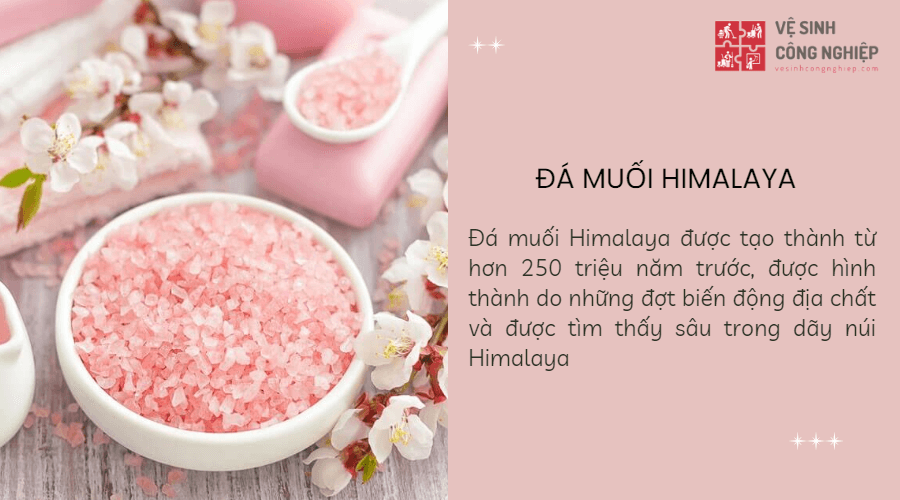 VỆ SINH
CÔNG NGHIỆP
vesinhcongnghiep.com
ĐÁ MUỐI HIMALAYA
Đá muối Himalaya được tạo thành từ
hơn 250 triệu năm trước, được hình
thành do những đợt biến động địa chất
và được tìm thấy sâu trong dãy núi
Himalaya